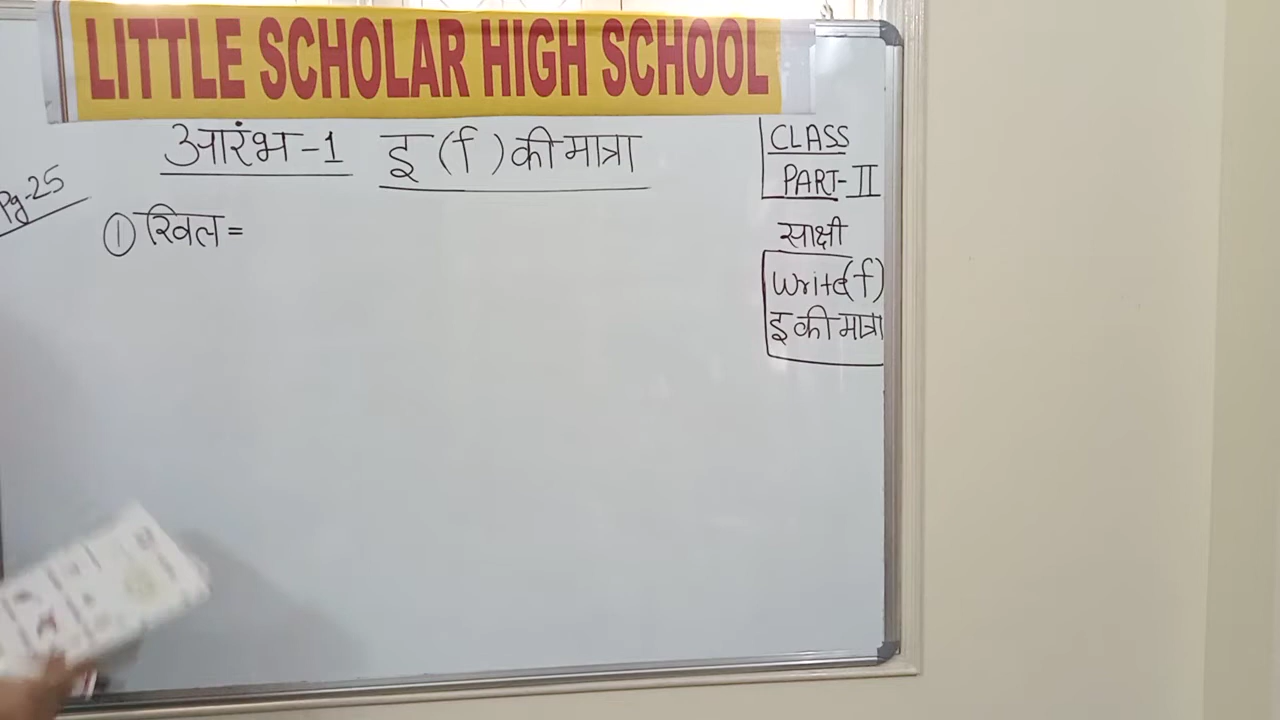 LITTLE SCHOLAR HIGH SCHOOL
आरंभ-1 इ (ि) की मात्रा
CLASS
PART-II
Pg-25
① खिल =
साक्षी
Write(ि)
इ की मात्रा